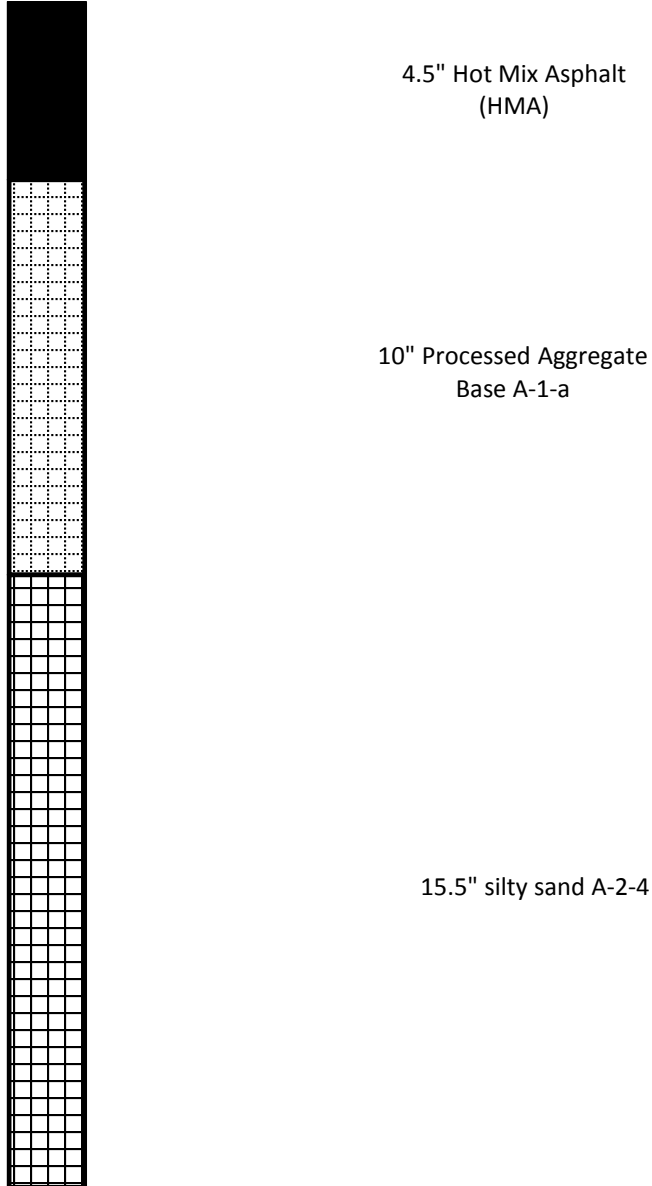 4.5" Hot Mix Asphalt
(HMA)
10" Processed Aggregate
Base A-1-a
15.5" silty sand A-2-4